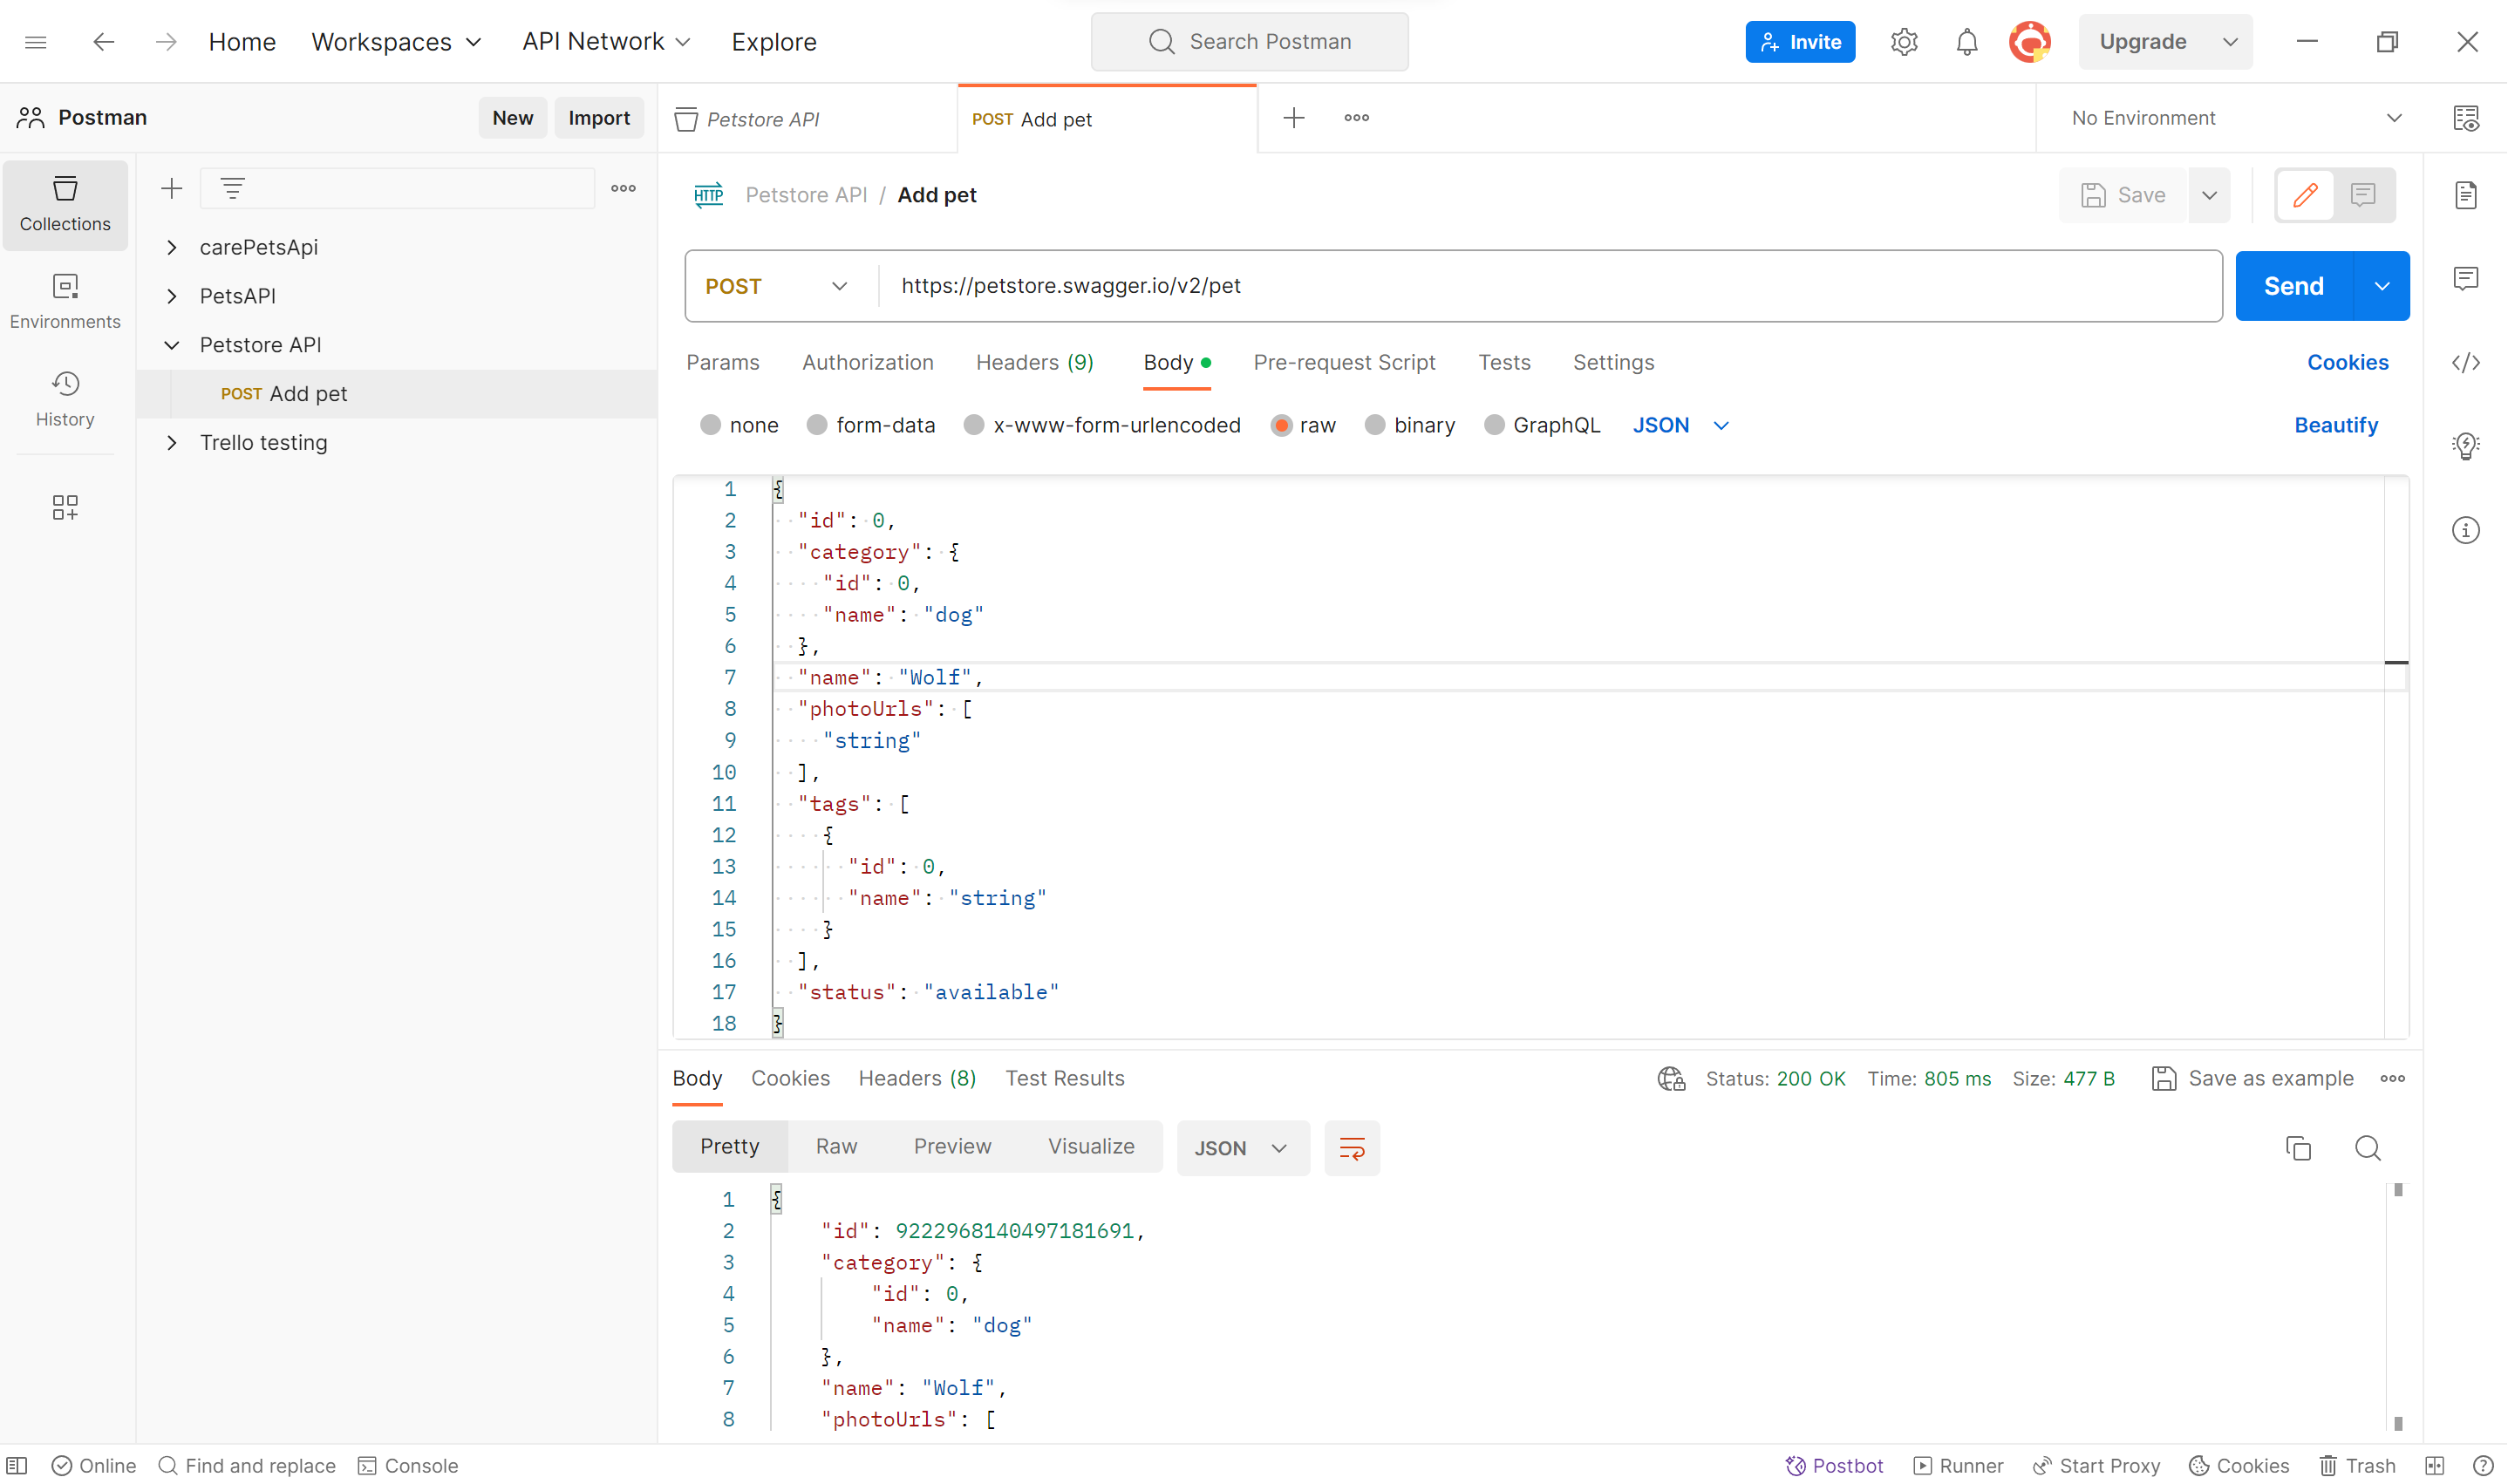 Home Workspaces API Network Explore Search Postman Invite Upgrade
Postman New Import
Petstore API POST Add pet No Environment
Collections
Environments
History
carePetsApi
PetsAPI
Petstore API
POST Add pet
Trello testing
HTTP Petstore API / Add pet Save
POST https://petstore.swagger.io/v2/pet Send
Params Authorization Headers (9) Body Pre-request Script Tests Settings Cookies
none form-data x-www-form-urlencoded raw binary GraphQL JSON Beautify
1 {
2 "id": 0,
3 "category": {
4 "id": 0,
5 "name": "dog"
6 },
7 "name": "Wolf",
8 "photoUrls": [
9 "string"
10 ],
11 "tags": [
12 {
13 "id": 0,
14 "name": "string"
15 }
16 ],
17 "status": "available"
18 }
Body Cookies Headers (8) Test Results Status: 200 OK Time: 805 ms Size: 477 B Save as example
Pretty Raw Preview Visualize JSON
1 {
2 "id": 9222968140497181691,
3 "category": {
4 "id": 0,
5 "name": "dog"
6 },
7 "name": "Wolf",
8 "photoUrls": [
Online Find and replace Console Postbot Runner Start Proxy Cookies Trash